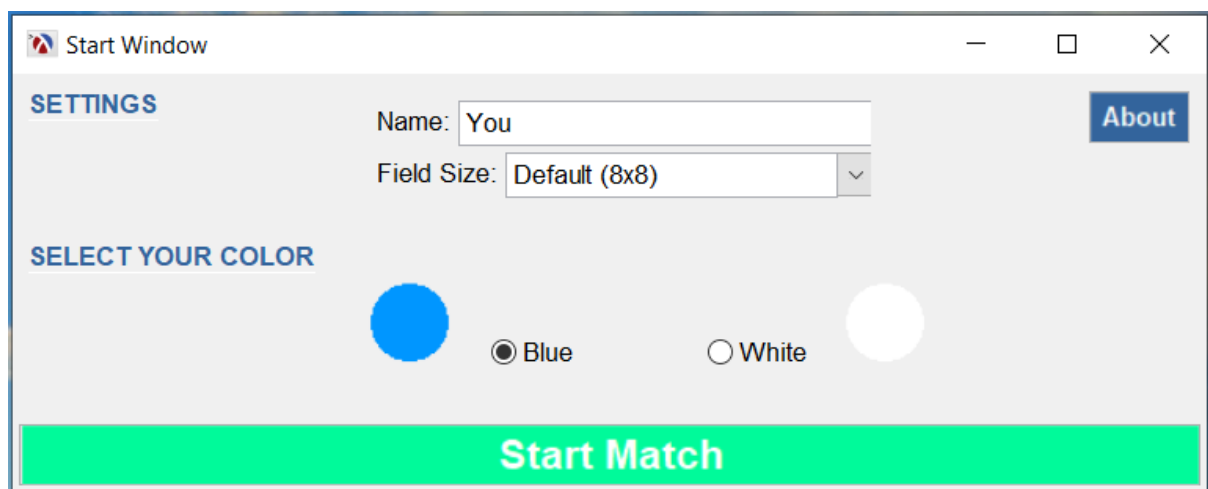 Start Window
SETTINGS
About
Name: You
Field Size: Default (8x8)
SELECT YOUR COLOR
Blue
White
Start Match